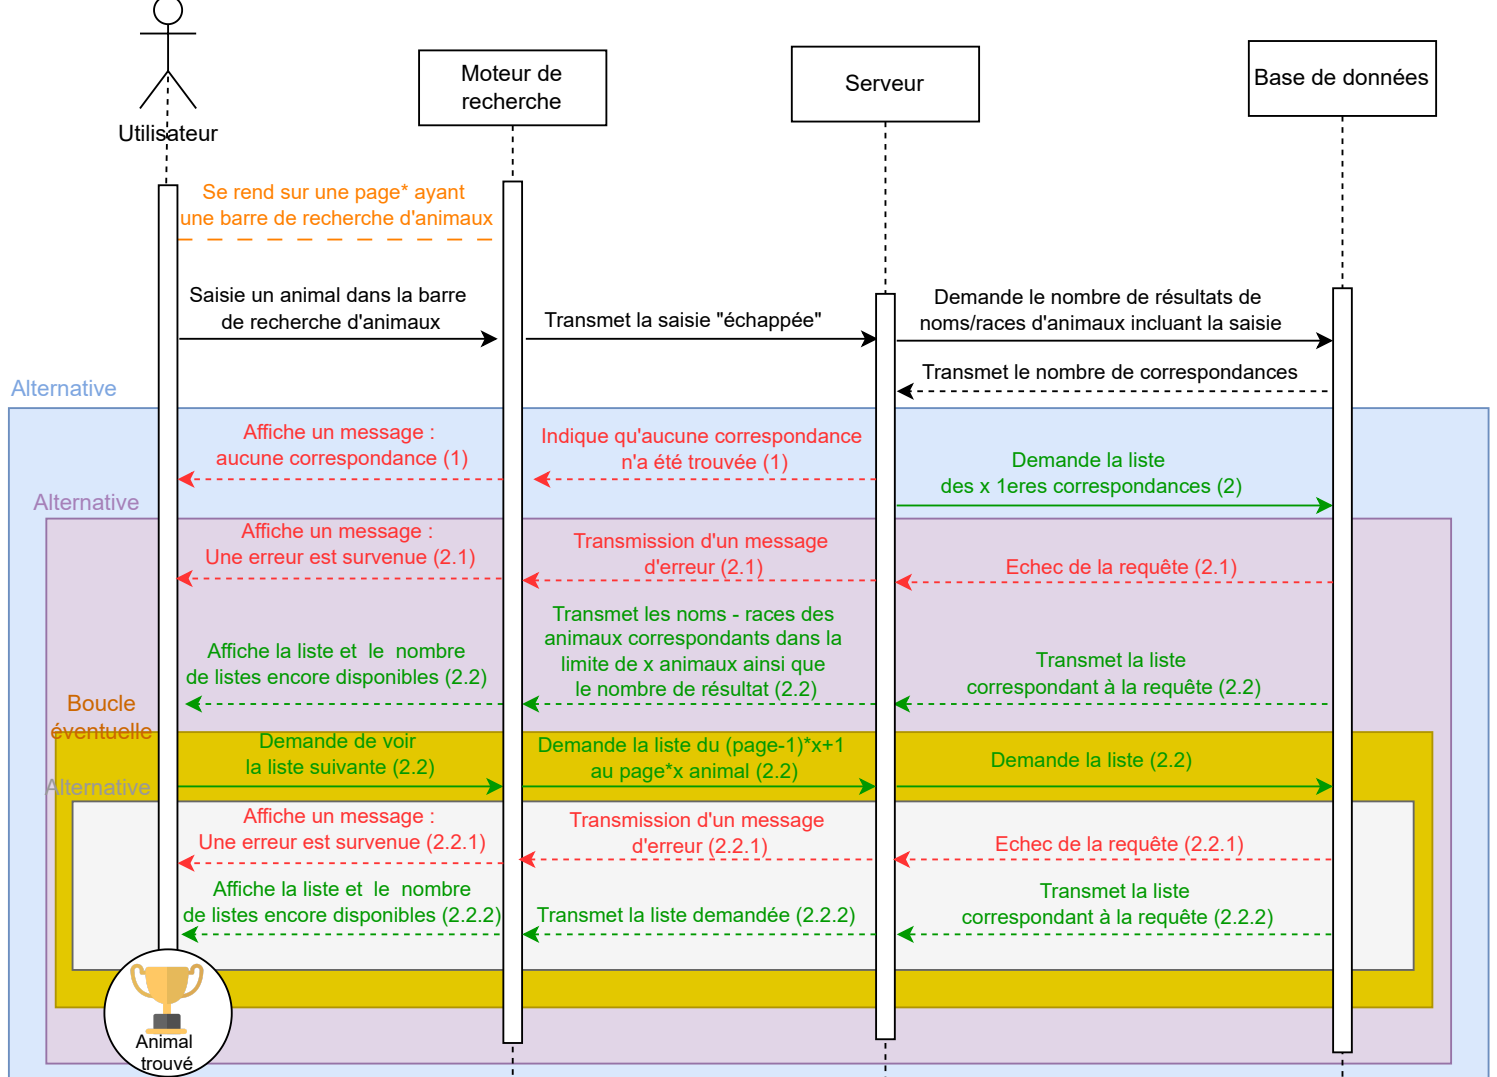 Utilisateur
Moteur de
recherche
Serveur
Base de données
Se rend sur une page* ayant
une barre de recherche d'animaux
Saisie un animal dans la barre
de recherche d'animaux
Transmet la saisie "échappée"
Demande le nombre de résultats de
noms/races d'animaux incluant la saisie
Transmet le nombre de correspondances
Alternative
Affiche un message :
aucune correspondance (1)
Indique qu'aucune correspondance
n'a été trouvée (1)
Demande la liste
des x 1eres correspondances (2)
Alternative
Affiche un message :
Une erreur est survenue (2.1)
Transmission d'un message
d'erreur (2.1)
Echec de la requête (2.1)
Affiche la liste et  le  nombre
de listes encore disponibles (2.2)
Transmet les noms - races des
animaux correspondants dans la
limite de x animaux ainsi que
le nombre de résultat (2.2)
Transmet la liste
correspondant à la requête (2.2)
Boucle
éventuelle
Demande de voir
la liste suivante (2.2)
Demande la liste du (page-1)*x+1
au page*x animal (2.2)
Demande la liste (2.2)
Alternative
Affiche un message :
Une erreur est survenue (2.2.1)
Transmission d'un message
d'erreur (2.2.1)
Echec de la requête (2.2.1)
Affiche la liste et  le  nombre
de listes encore disponibles (2.2.2)
Transmet la liste demandée (2.2.2)
Transmet la liste
correspondant à la requête (2.2.2)
Animal
trouvé